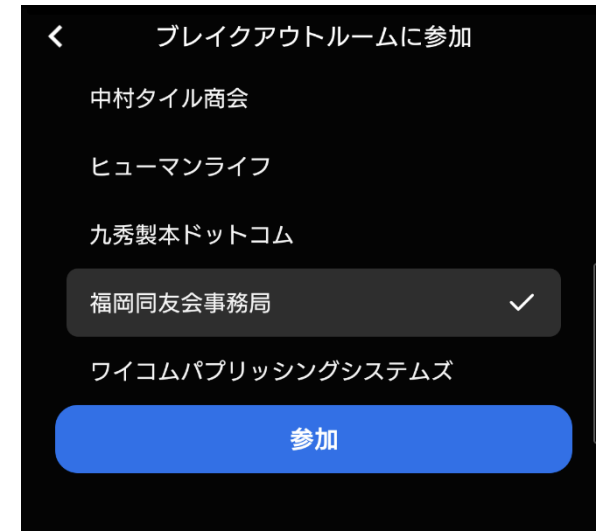 ブレイクアウトルームに参加
中村タイル商会
ヒューマンライフ
九秀製本ドットコム
福岡同友会事務局
ワイコムパプリッシングシステムズ
参加